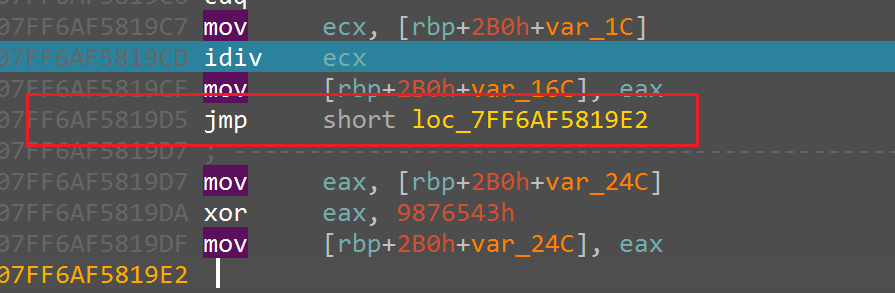 cdq
07FF6AF5819C7 mov ecx, [rbp+2B0h+var_1C]
07FF6AF5819CD idiv ecx
07FF6AF5819CF mov [rbp+2B0h+var_16C], eax
07FF6AF5819D5 jmp short loc_7FF6AF5819E2
07FF6AF5819D7 ; ---------------------------------------------------------------------------
07FF6AF5819D7 mov eax, [rbp+2B0h+var_24C]
07FF6AF5819DA xor eax, 9876543h
07FF6AF5819DF mov [rbp+2B0h+var_24C], eax
07FF6AF5819E2